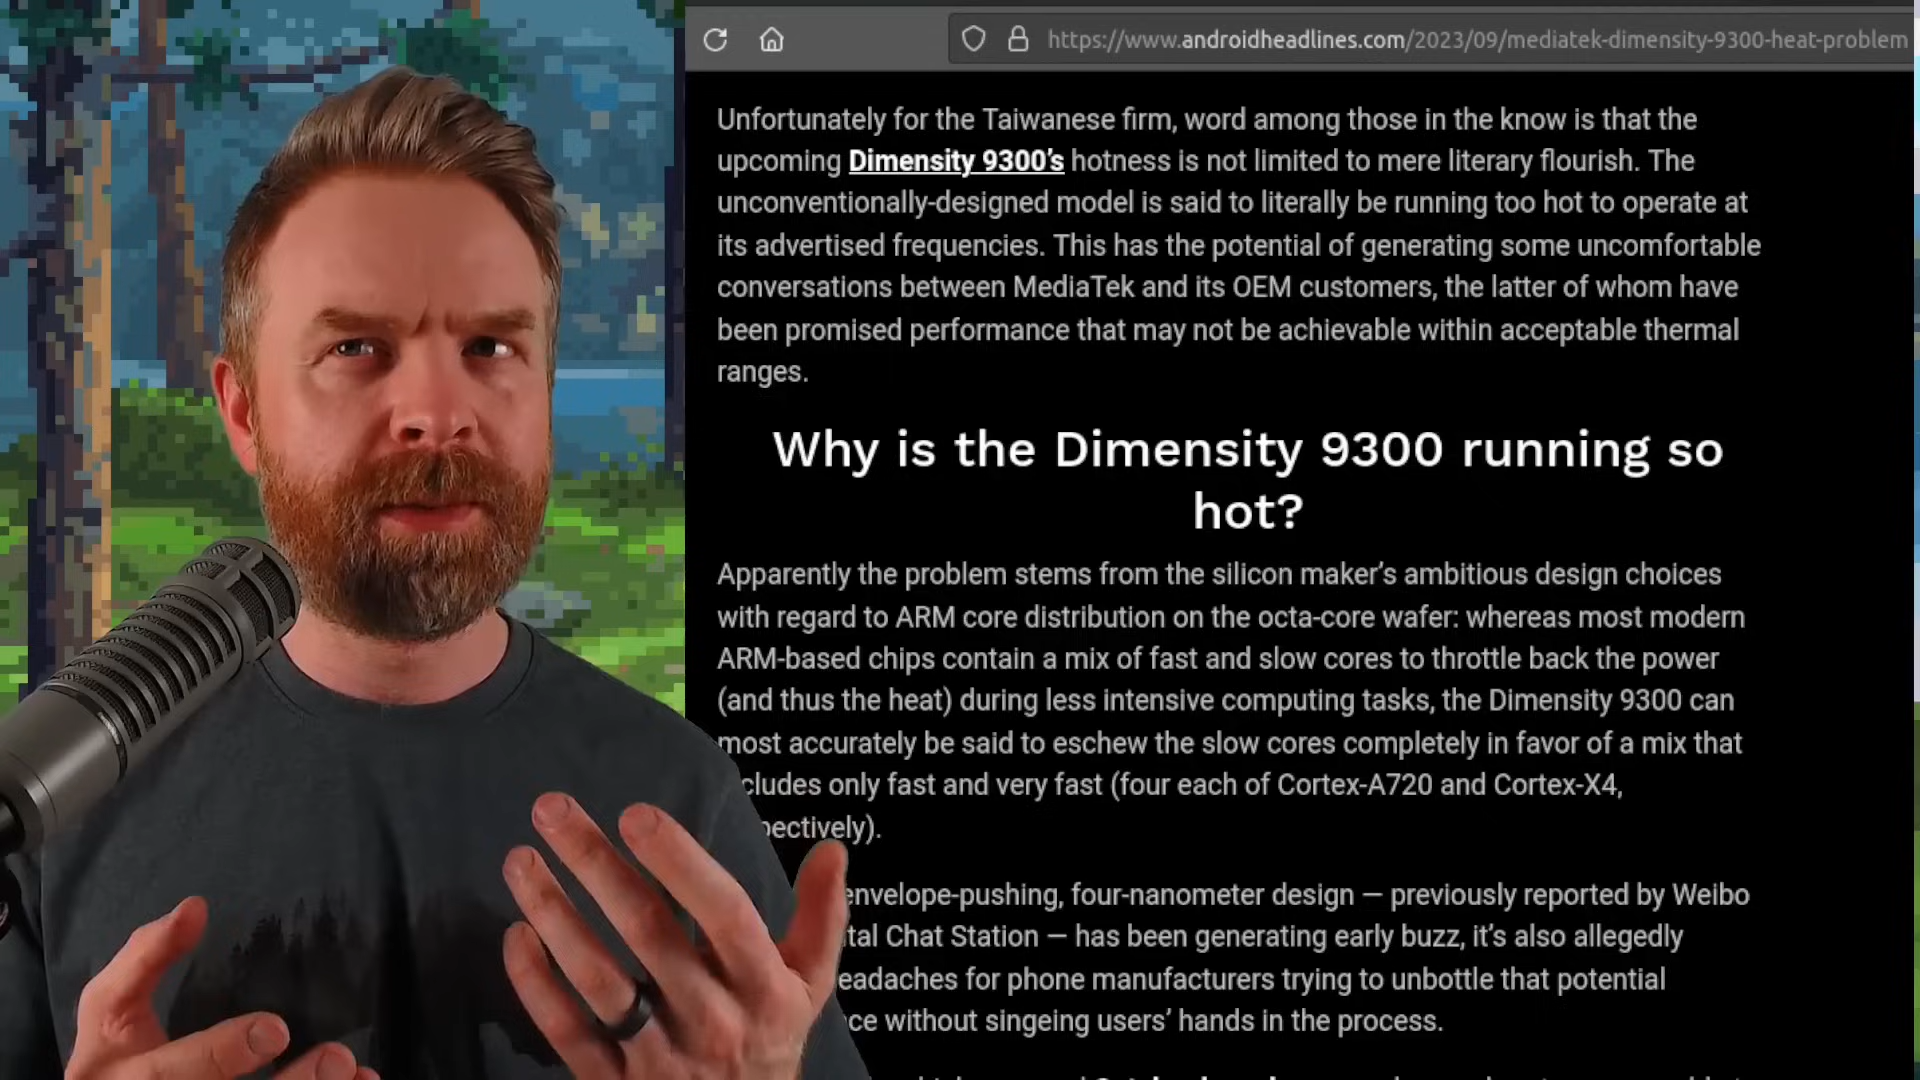 https://www.androidheadlines.com/2023/09/mediatek-dimensity-9300-heat-problem
Unfortunately for the Taiwanese firm, word among those in the know is that the
upcoming Dimensity 9300’s hotness is not limited to mere literary flourish. The
unconventionally-designed model is said to literally be running too hot to operate at
its advertised frequencies. This has the potential of generating some uncomfortable
conversations between MediaTek and its OEM customers, the latter of whom have
been promised performance that may not be achievable within acceptable thermal
ranges.
Why is the Dimensity 9300 running so
hot?
Apparently the problem stems from the silicon maker’s ambitious design choices
with regard to ARM core distribution on the octa-core wafer: whereas most modern
ARM-based chips contain a mix of fast and slow cores to throttle back the power
(and thus the heat) during less intensive computing tasks, the Dimensity 9300 can
most accurately be said to eschew the slow cores completely in favor of a mix that
cludes only fast and very fast (four each of Cortex-A720 and Cortex-X4,
pectively).
envelope-pushing, four-nanometer design — previously reported by Weibo
tal Chat Station — has been generating early buzz, it’s also allegedly
eadaches for phone manufacturers trying to unbottle that potential
ce without singeing users’ hands in the process.